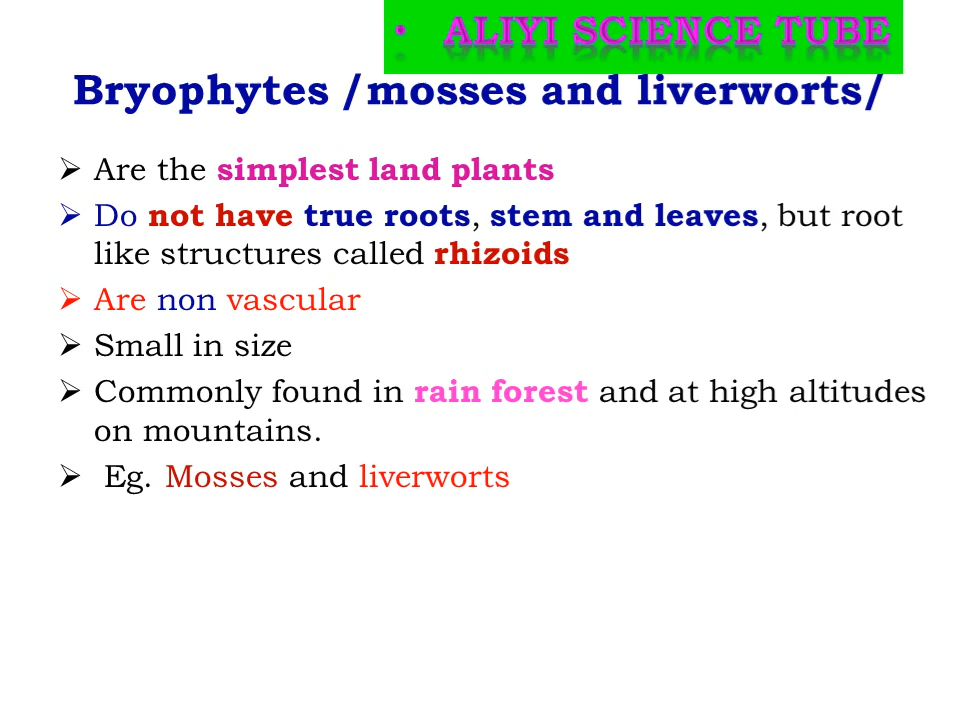 • ALIYI SCIENCE TUBE
Bryophytes /mosses and liverworts/
➢ Are the simplest land plants
➢ Do not have true roots, stem and leaves, but root
like structures called rhizoids
➢ Are non vascular
➢ Small in size
➢ Commonly found in rain forest and at high altitudes
on mountains.
➢ Eg. Mosses and liverworts